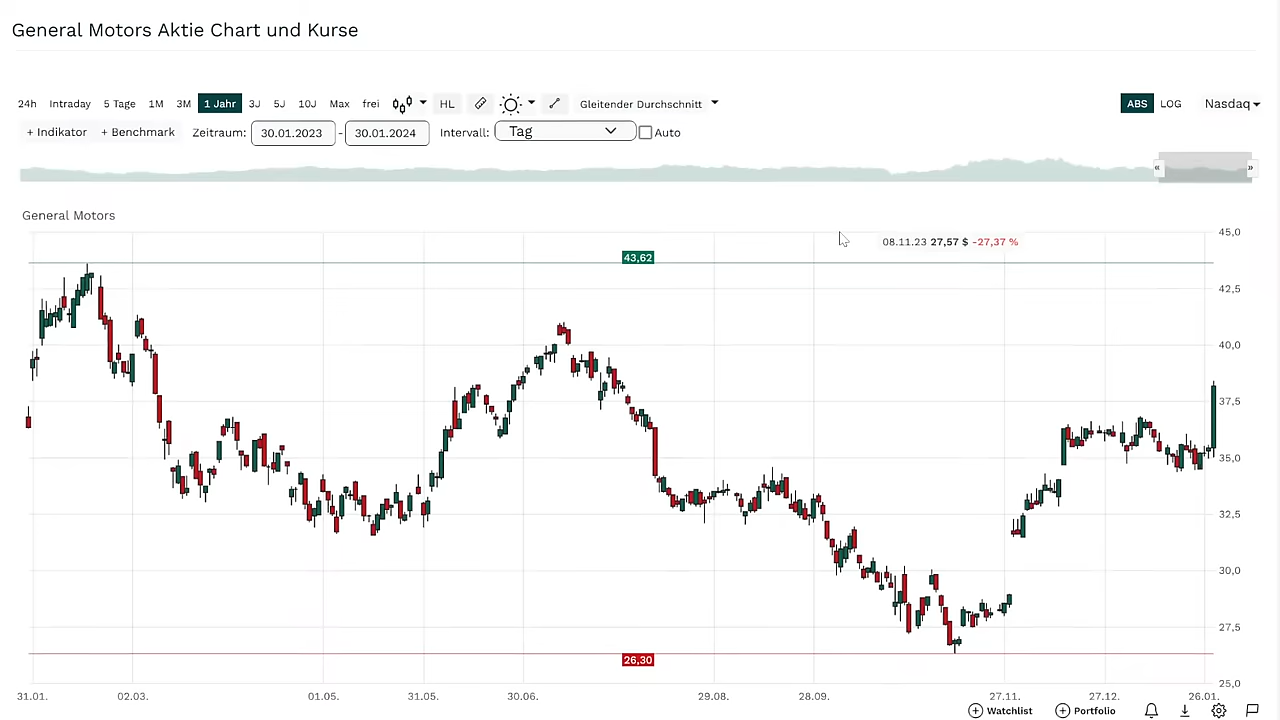 General Motors Aktie Chart und Kurse
24h Intraday 5 Tage 1M 3M 1 Jahr 3J 5J 10J Max frei HL Gleitender Durchschnitt ABS LOG Nasdaq
+ Indikator + Benchmark Zeitraum: 30.01.2023 - 30.01.2024 Intervall: Tag Auto
« »
General Motors
45,0
08.11.23 27,57 $ -27,37 %
43,62
42,5
40,0
37,5
35,0
32,5
30,0
27,5
26,30
25,0
31.01. 02.03. 01.05. 31.05. 30.06. 29.08. 28.09. 27.11. 27.12. 26.01.
Watchlist Portfolio